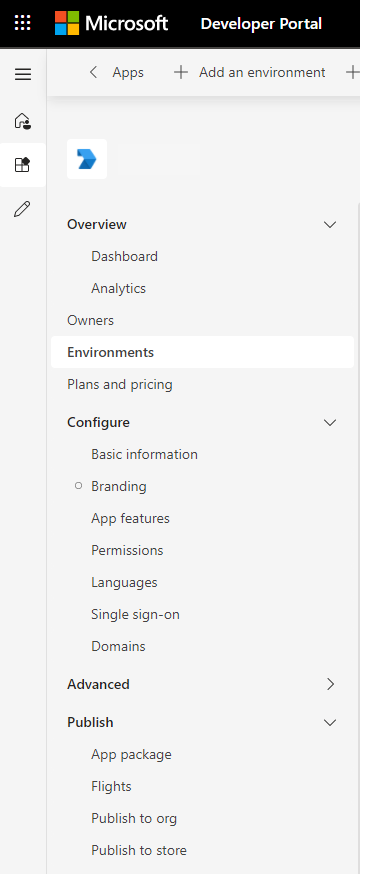 Microsoft Developer Portal
Apps Add an environment
Overview
Dashboard
Analytics
Owners
Environments
Plans and pricing
Configure
Basic information
Branding
App features
Permissions
Languages
Single sign-on
Domains
Advanced
Publish
App package
Flights
Publish to org
Publish to store